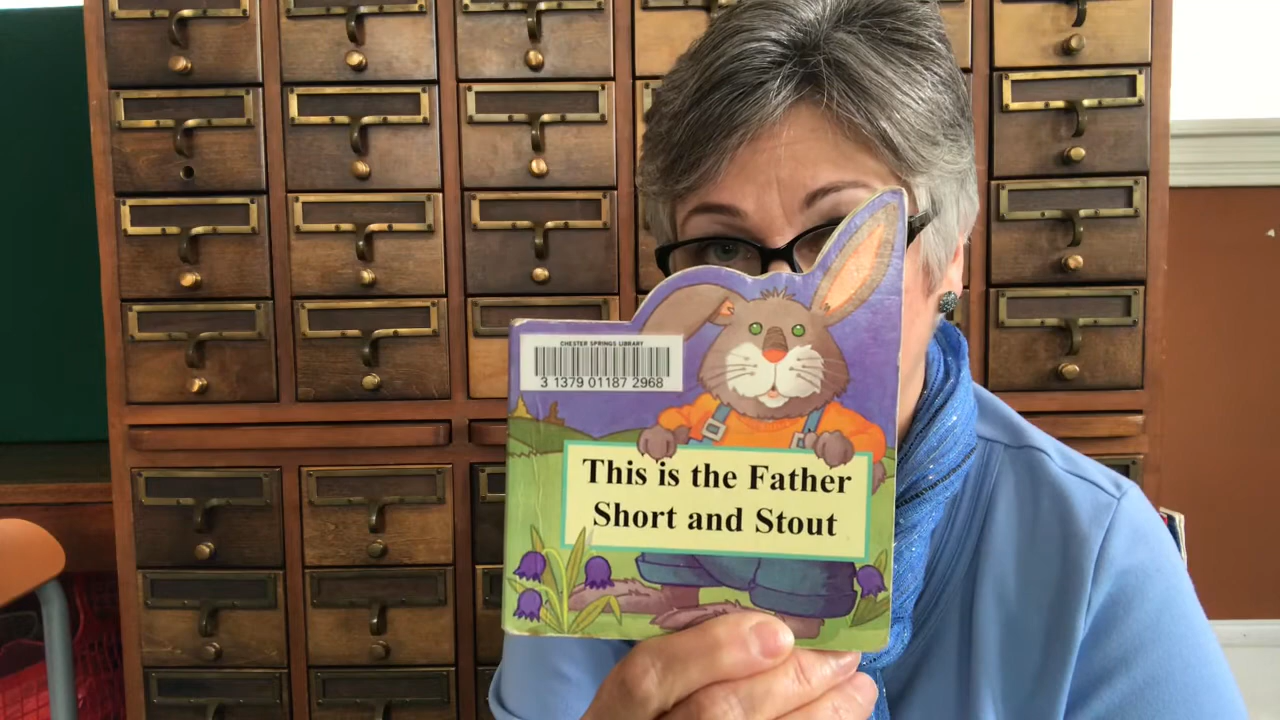 CHESTER SPRINGS LIBRARY
3 1379 01187 2968
This is the Father
Short and Stout